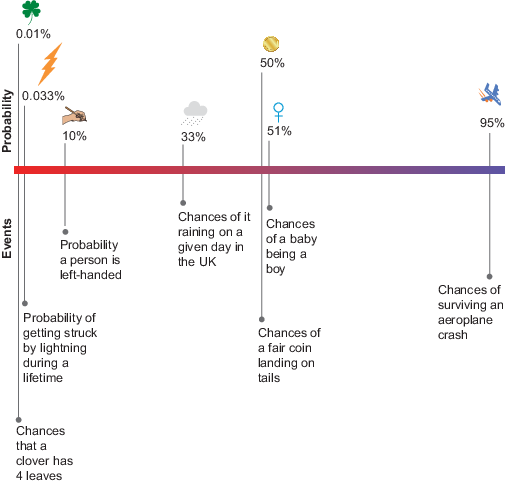 0.01%
0.033%
10%
33%
50%
51%
95%
Probability
Events
Probability
a person is
left-handed
Chances of it
raining on a
given day in
the UK
Chances
of a baby
being a
boy
Chances of
surviving an
aeroplane
crash
Probability of
getting struck
by lightning
during a
lifetime
Chances of
a fair coin
landing on
tails
Chances
that a
clover has
4 leaves